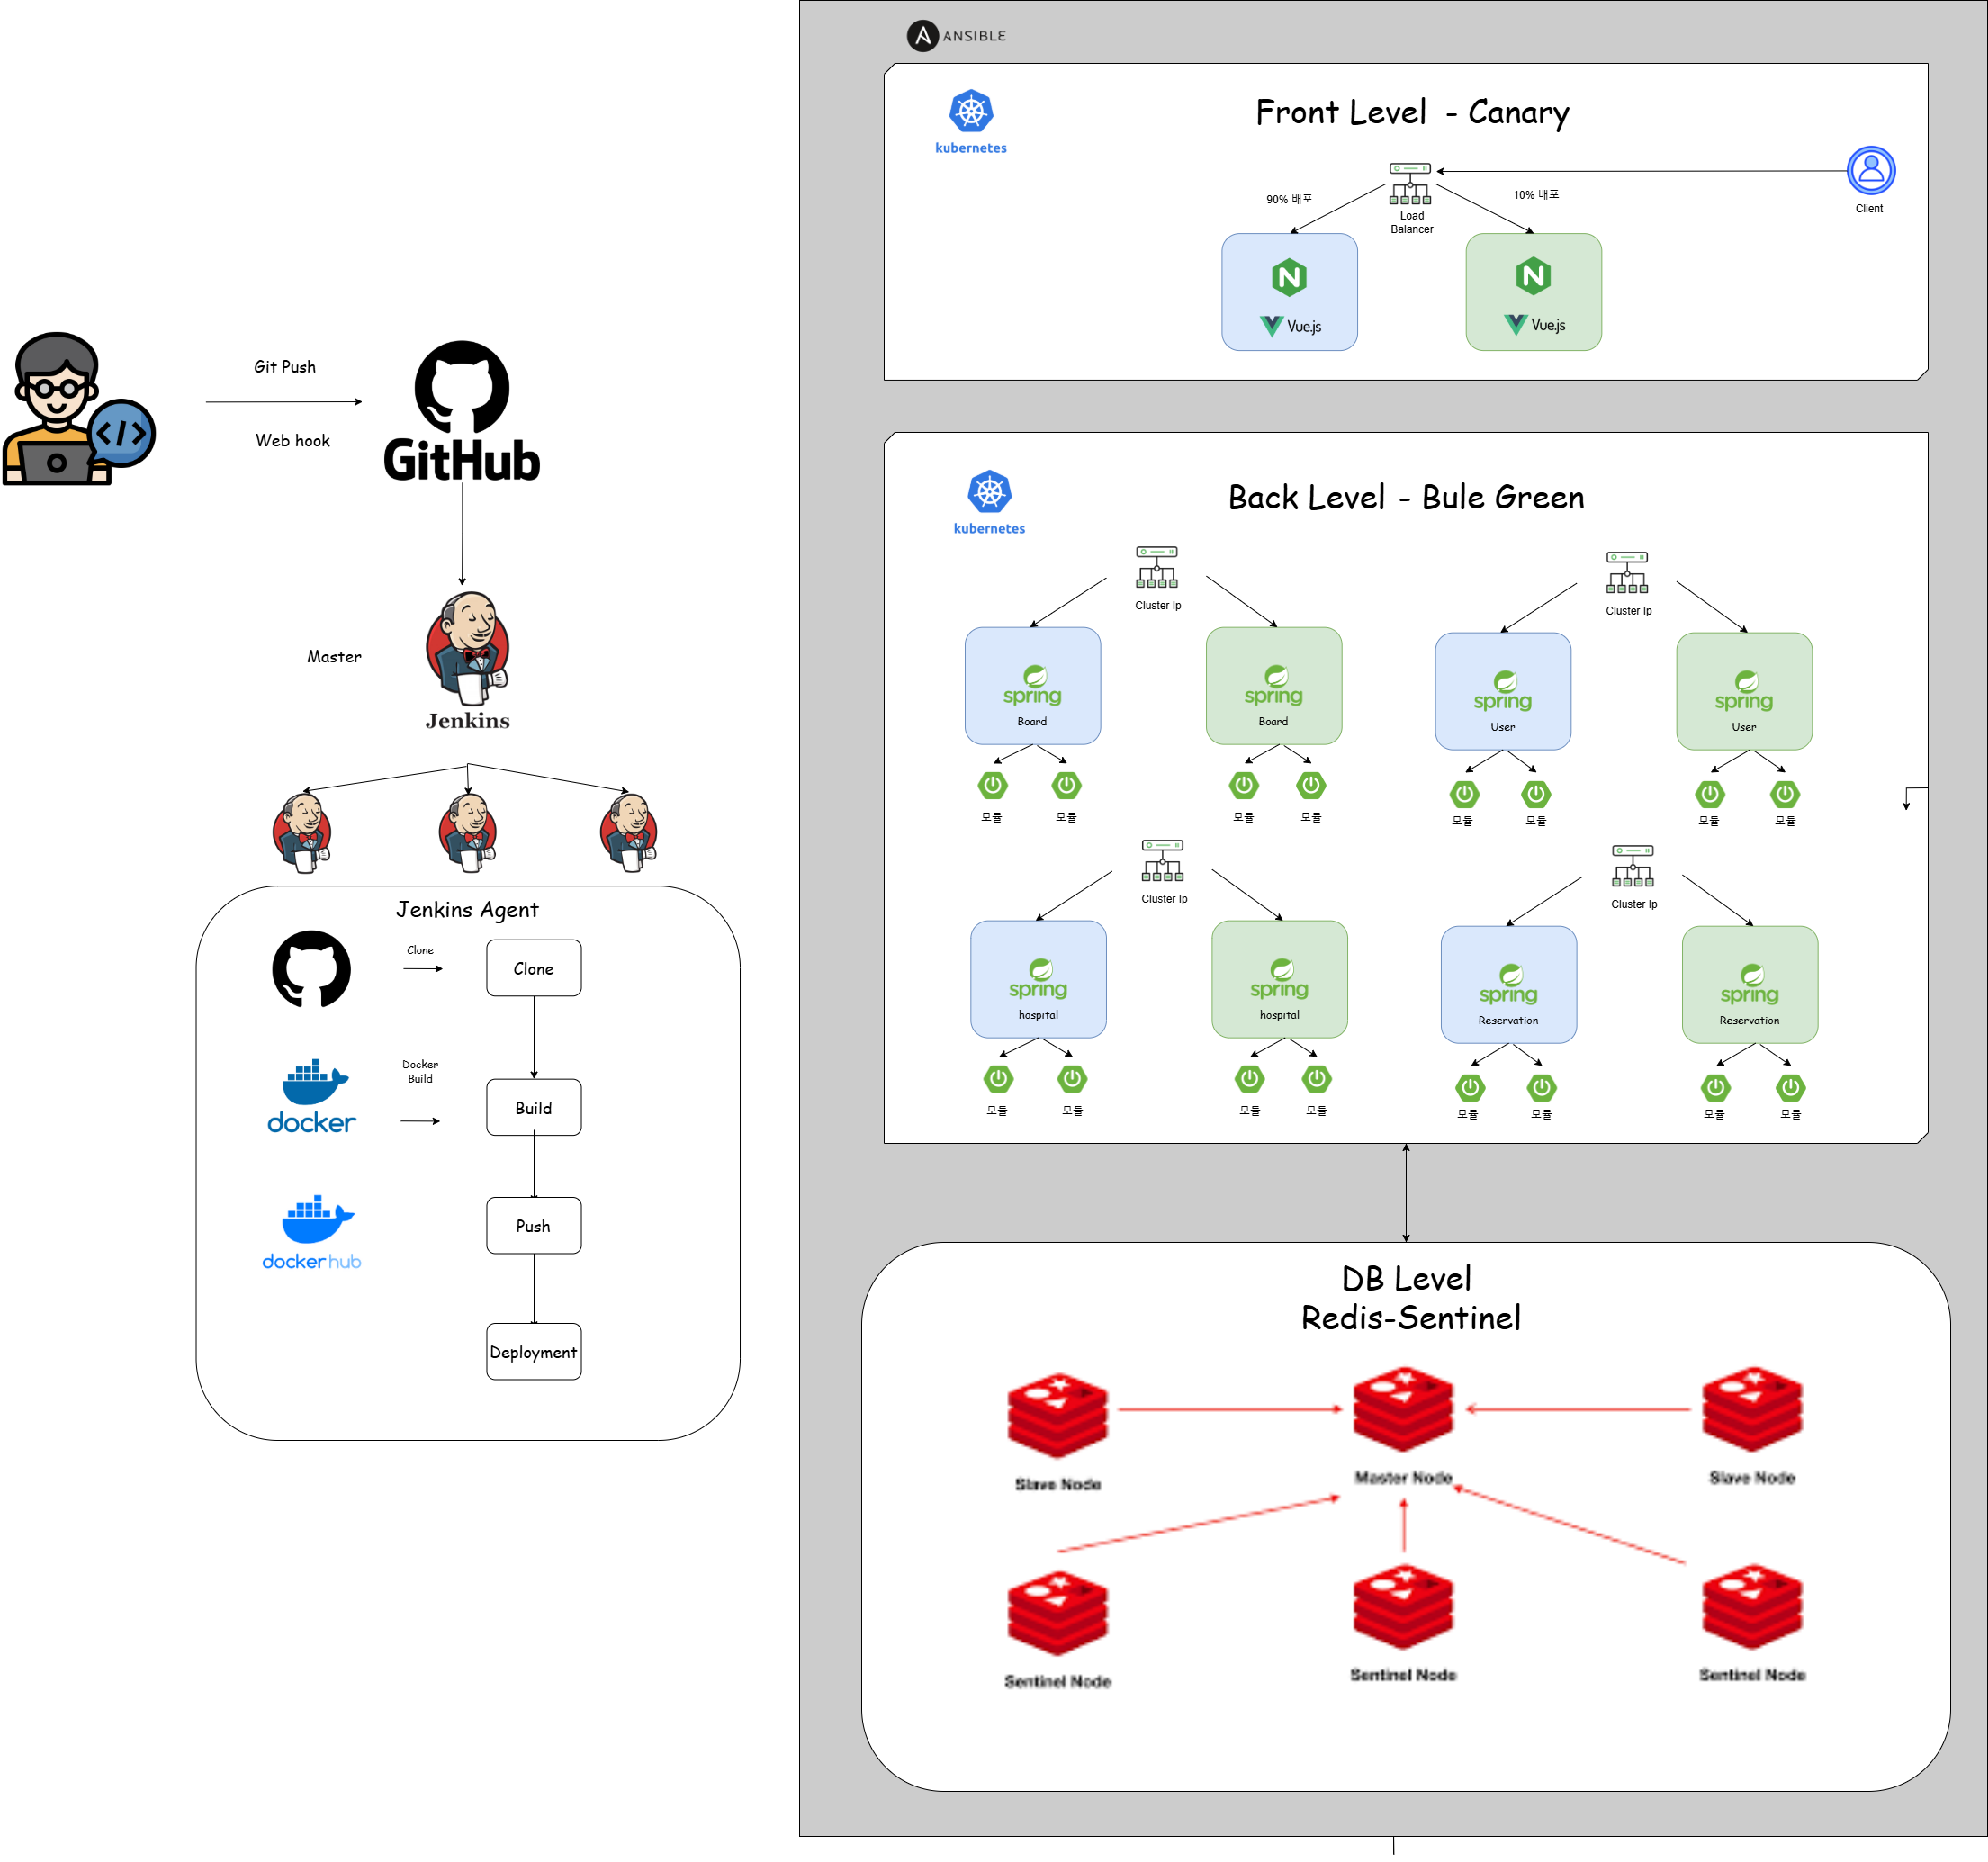 ANSIBLE
kubernetes
Front Level - Canary
90% 배포
10% 배포
Load
Balancer
Client
Vue.js
Vue.js
Git Push
Web hook
GitHub
Master
Jenkins
Jenkins Agent
Clone
Clone
Docker
Build
docker
Build
dockerhub
Push
Deployment
kubernetes
Back Level - Bule Green
Cluster Ip
Cluster Ip
spring
Board
spring
Board
spring
User
spring
User
모듈
모듈
모듈
모듈
모듈
모듈
모듈
모듈
Cluster Ip
Cluster Ip
spring
hospital
spring
hospital
spring
Reservation
spring
Reservation
모듈
모듈
모듈
모듈
모듈
모듈
모듈
모듈
DB Level
Redis-Sentinel
Slave Node
Master Node
Slave Node
Sentinel Node
Sentinel Node
Sentinel Node